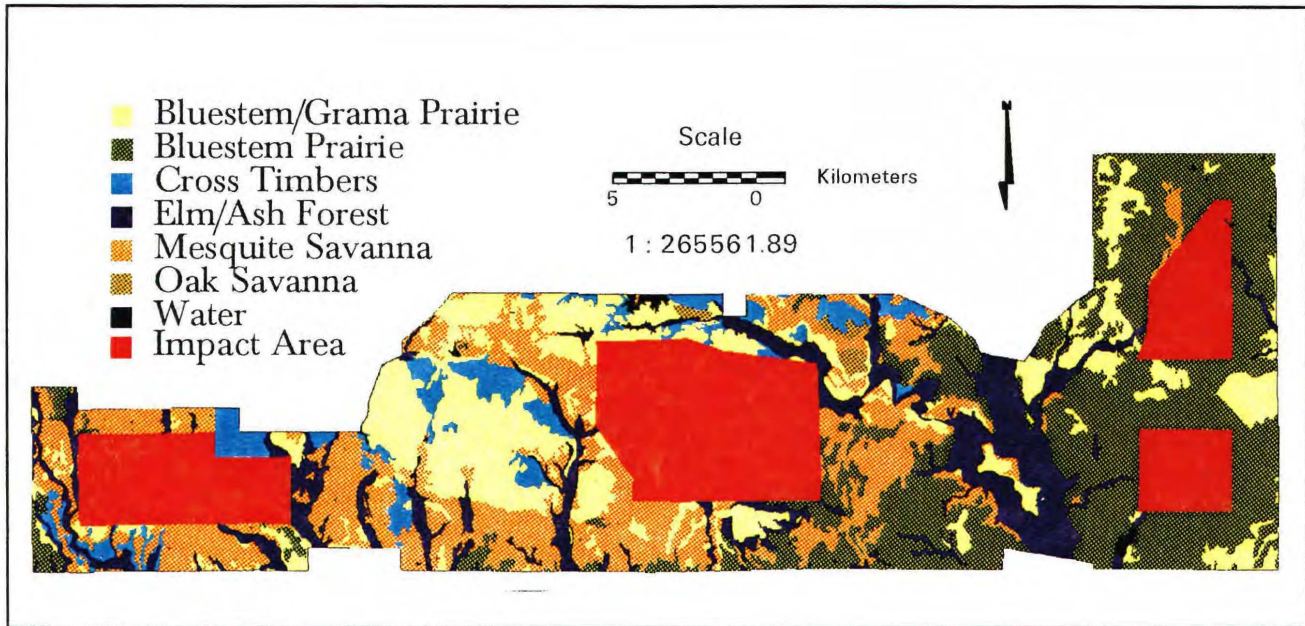 Bluestem/Grama Prairie
Bluestem Prairie
Cross Timbers
Elm/Ash Forest
Mesquite Savanna
Oak Savanna
Water
Impact Area
Scale
Kilometers
5 0
1 : 265561.89
N